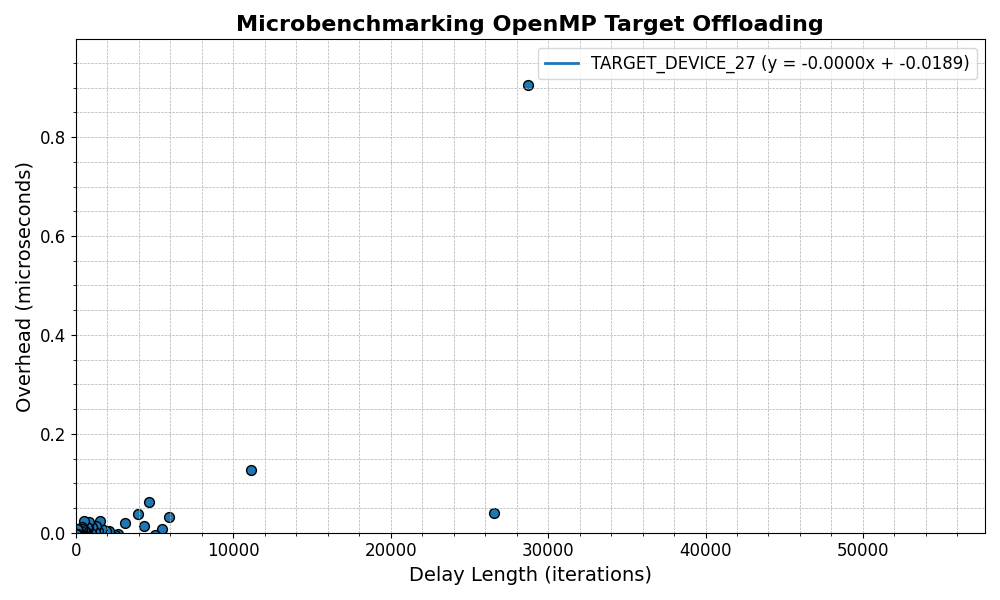 Microbenchmarking OpenMP Target Offloading
TARGET_DEVICE_27 (y = -0.0000x + -0.0189)
Overhead (microseconds)
0.8
0.6
0.4
0.2
0.0
0 10000 20000 30000 40000 50000
Delay Length (iterations)